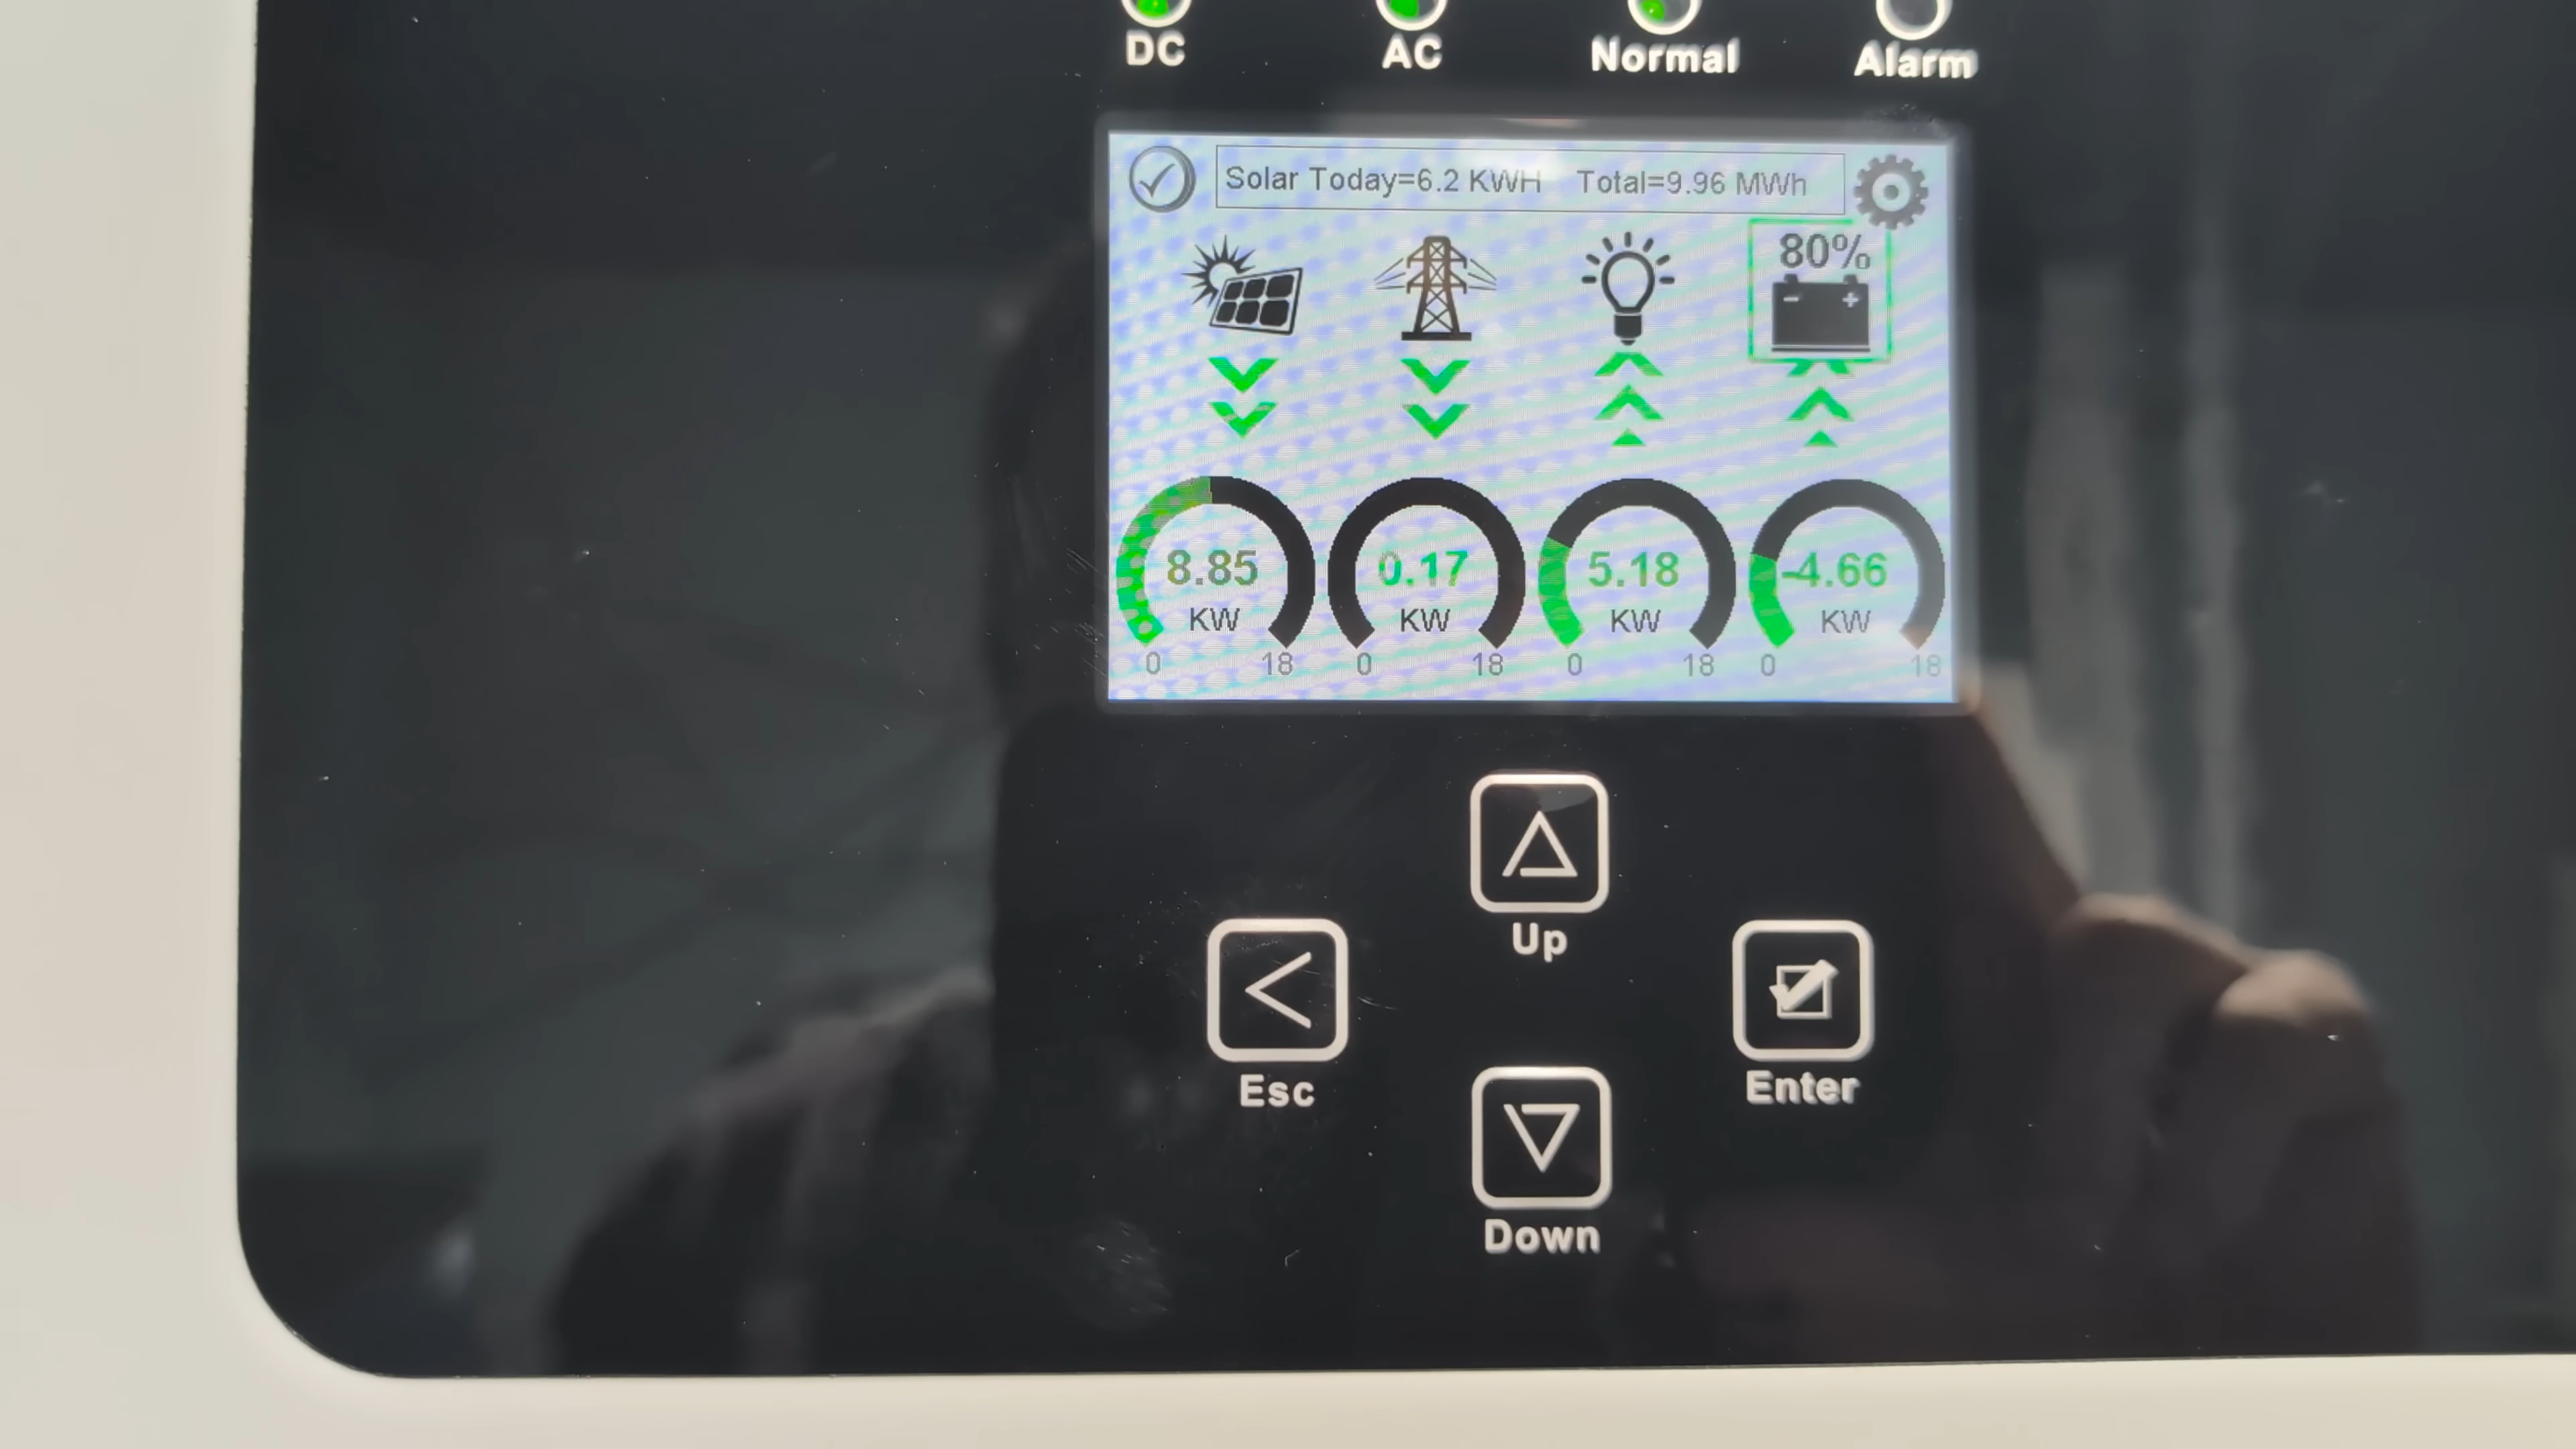 DC AC Normal Alarm
Solar Today=6.2 KWH Total=9.96 MWh
80%
8.85 0.17 5.18 -4.66
KW KW KW KW
0 18 0 18 0 18 0 18
Up
Esc Enter
Down